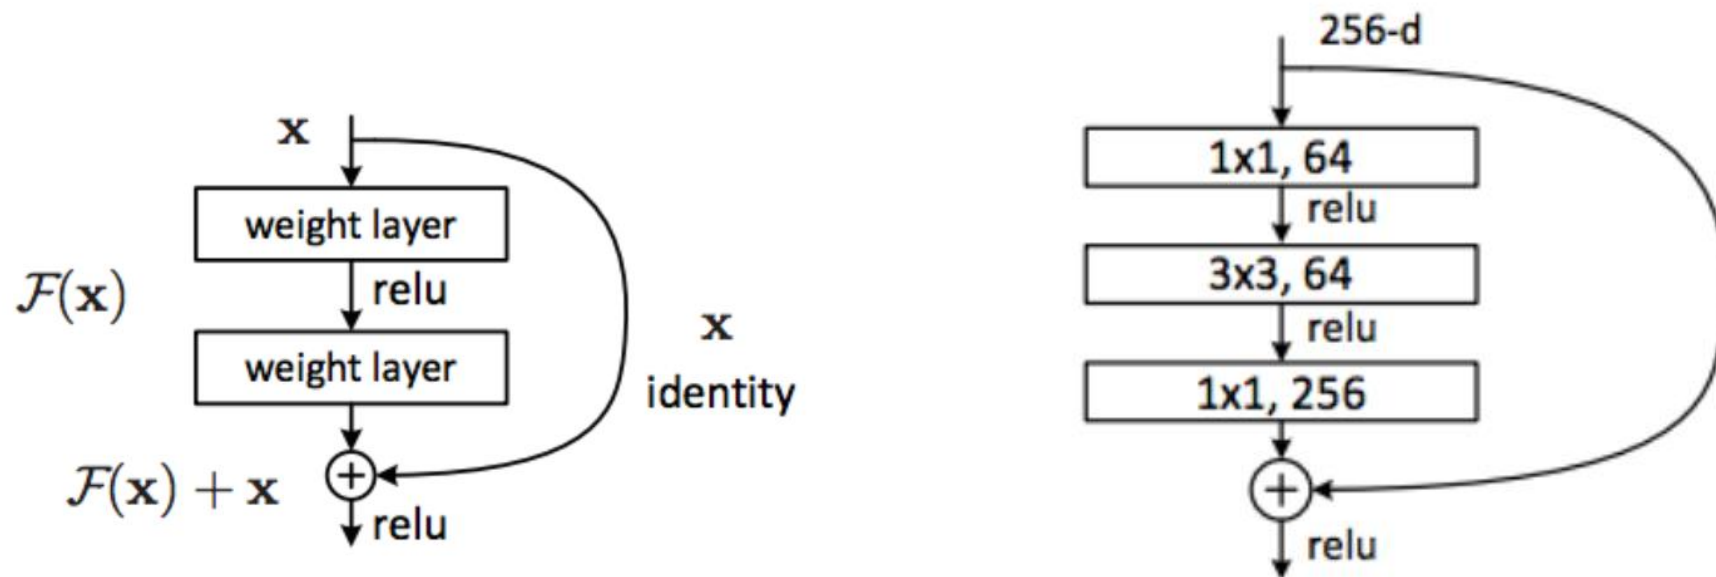 x
weight layer
F(x)
relu
x
identity
weight layer
F(x) + x
+
relu
256-d
1x1, 64
relu
3x3, 64
relu
1x1, 256
+
relu